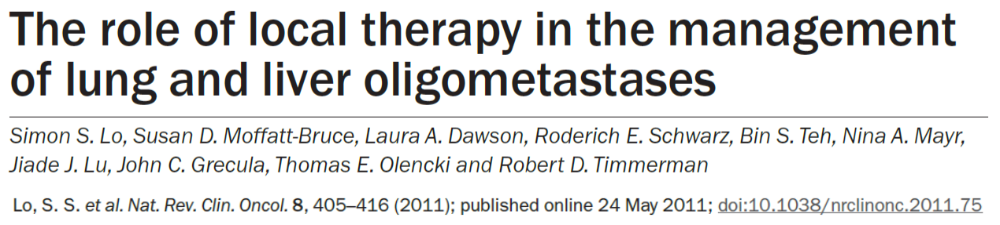 The role of local therapy in the management
of lung and liver oligometastases
Simon S. Lo, Susan D. Moffatt-Bruce, Laura A. Dawson, Roderich E. Schwarz, Bin S. Teh, Nina A. Mayr,
Jiade J. Lu, John C. Grecula, Thomas E. Olencki and Robert D. Timmerman
Lo, S. S. et al. Nat. Rev. Clin. Oncol. 8, 405–416 (2011); published online 24 May 2011; doi:10.1038/nrclinonc.2011.75